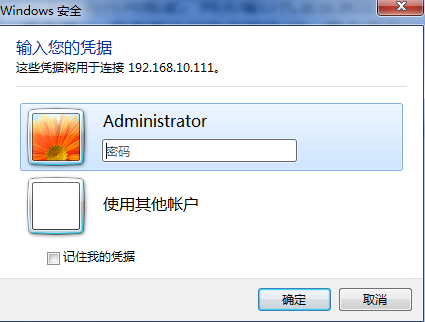 Windows 安全
输入您的凭据
这些凭据将用于连接 192.168.10.111。
Administrator
密码
使用其他帐户
记住我的凭据
确定
取消